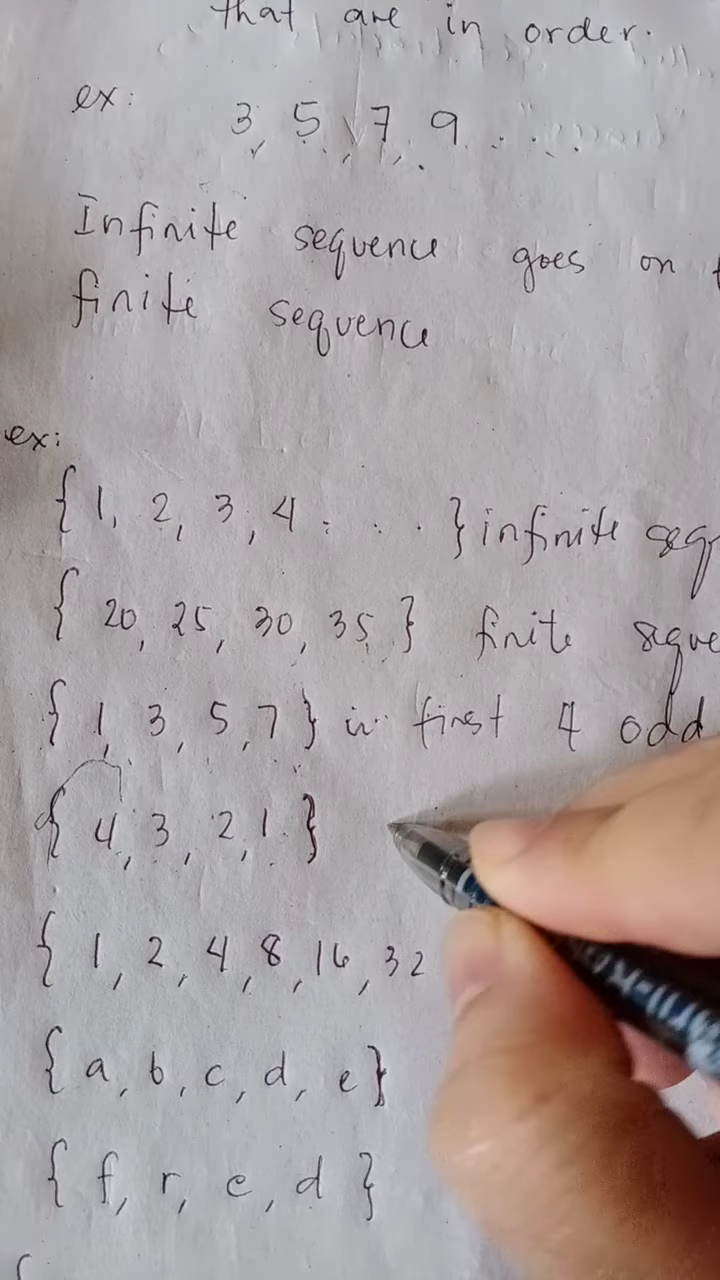 that are in order.
ex: 3, 5, 7, 9 . . .
Infinite sequence goes on
finite sequence
ex:
{ 1, 2, 3, 4 . . . } infinite seq
{ 20, 25, 30, 35 } finite seque
{ 1, 3, 5, 7 } is first 4 odd
{ 4, 3, 2, 1 }
{ 1, 2, 4, 8, 16, 32
{ a, b, c, d, e }
{ f, r, e, d }